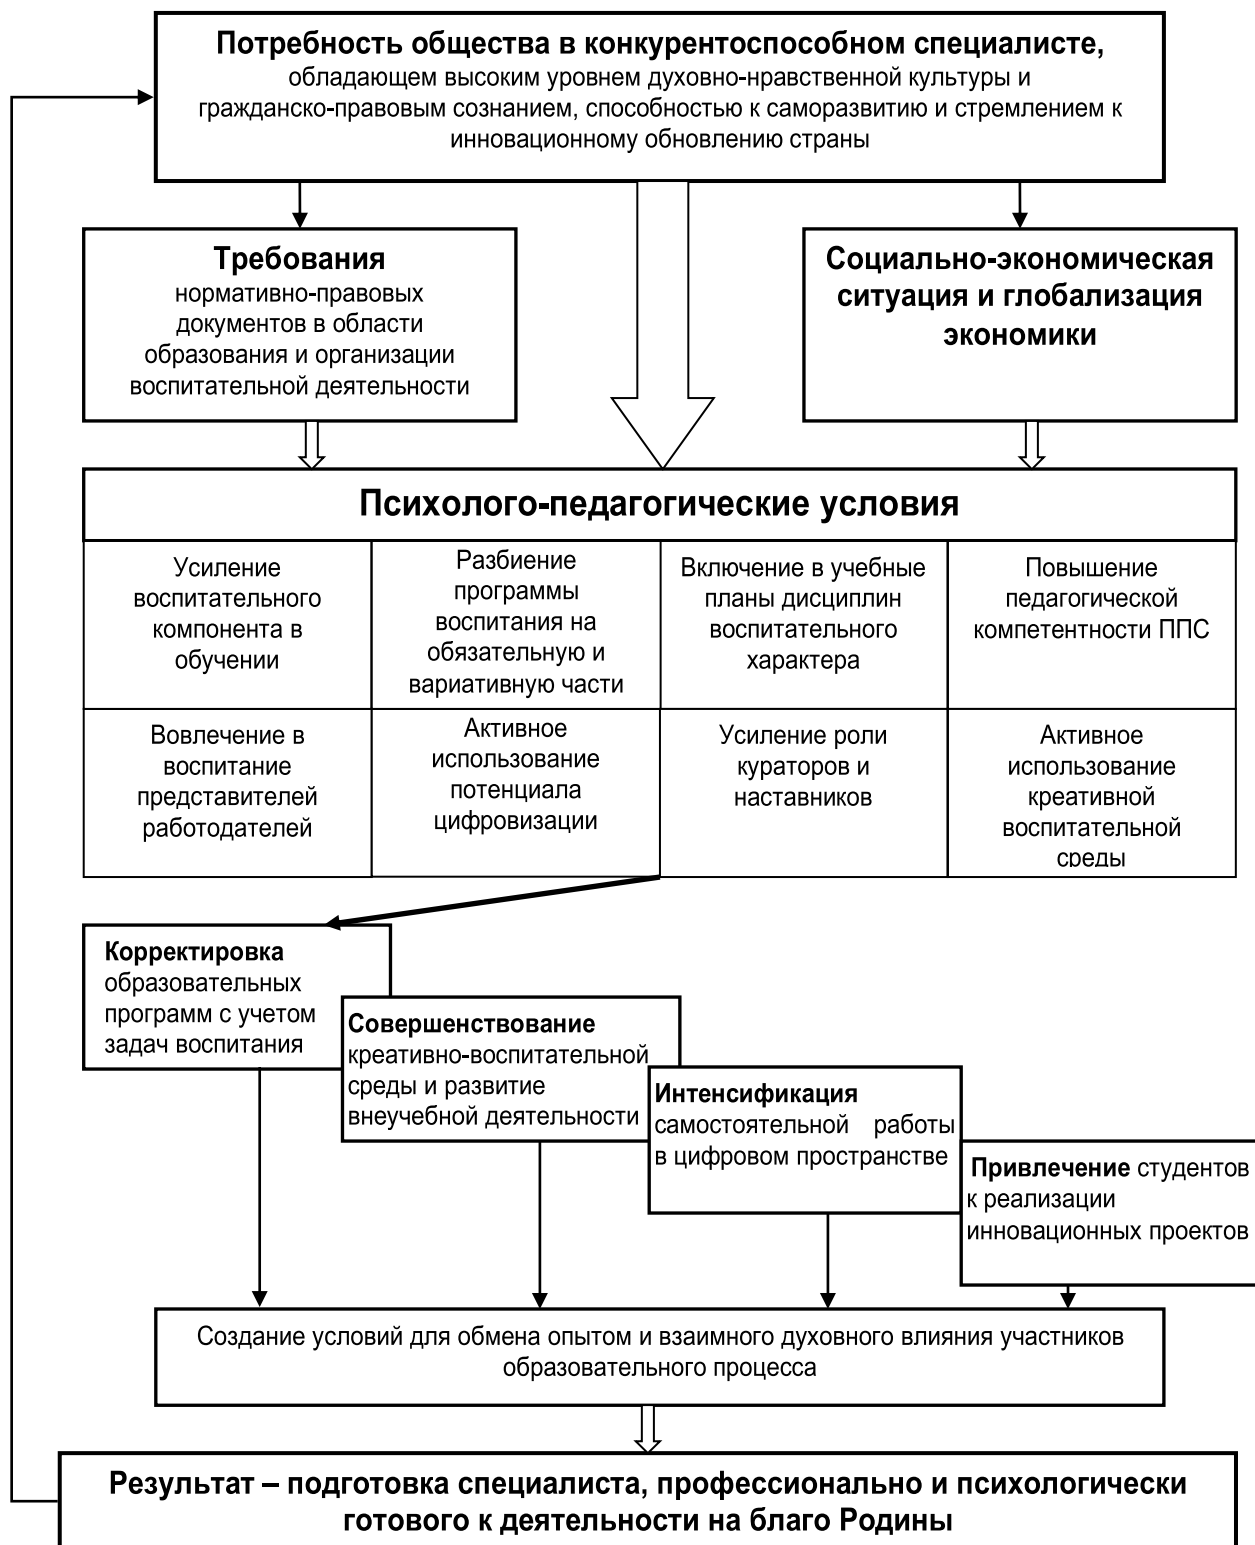 Потребность общества в конкурентоспособном специалисте,
обладающем высоким уровнем духовно-нравственной культуры и
гражданско-правовым сознанием, способностью к саморазвитию и стремлением к
инновационному обновлению страны
Требования
нормативно-правовых
документов в области
образования и организации
воспитательной деятельности
Социально-экономическая
ситуация и глобализация
экономики
Психолого-педагогические условия
Усиление
воспитательного
компонента в
обучении
Разбиение
программы
воспитания на
обязательную и
вариативную части
Включение в учебные
планы дисциплин
воспитательного
характера
Повышение
педагогической
компетентности ППС
Вовлечение в
воспитание
представителей
работодателей
Активное
использование
потенциала
цифровизации
Усиление роли
кураторов и
наставников
Активное
использование
креативной
воспитательной
среды
Корректировка
образовательных
программ с учетом
задач воспитания
Совершенствование
креативно-воспитательной
среды и развитие
внеучебной деятельности
Интенсификация
самостоятельной работы
в цифровом пространстве
Привлечение студентов
к реализации
инновационных проектов
Создание условий для обмена опытом и взаимного духовного влияния участников
образовательного процесса
Результат – подготовка специалиста, профессионально и психологически
готового к деятельности на благо Родины